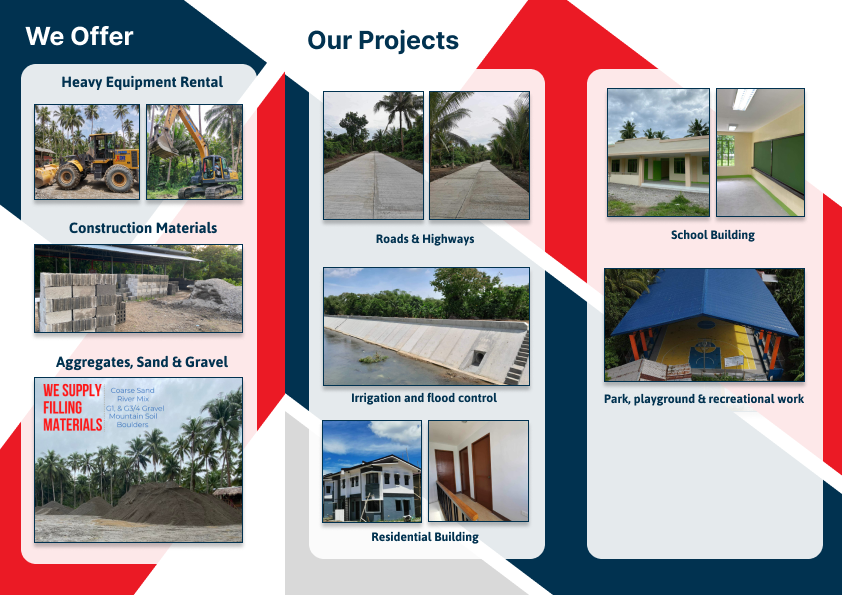 We Offer
Heavy Equipment Rental
Construction Materials
Aggregates, Sand & Gravel
WE SUPPLY
FILLING
MATERIALS
Coarse Sand
River Mix
G1, & G3/4 Gravel
Mountain Soil
Boulders
Our Projects
Roads & Highways
Irrigation and flood control
Residential Building
School Building
Park, playground & recreational work